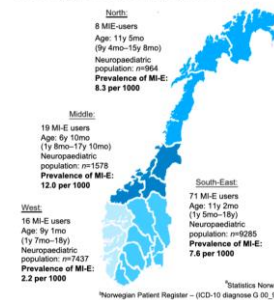 North:
8 MIE-users
Age: 11y 5mo
(9y 4mo–15y 8mo)
Neuropaediatric
population: n=964
Prevalence of MI-E:
8.3 per 1000
Middle:
19 MI-E users
Age: 6y 10mo
(1y 8mo–17y 10mo)
Neuropaediatric
population: n=1578
Prevalence of MI-E:
12.0 per 1000
West:
16 MI-E users
Age: 9y 1mo
(1y 7mo–18y)
Neuropaediatric
population: n=7437
Prevalence of MI-E:
2.2 per 1000
South-East:
71 MI-E users
Age: 11y 2mo
(1y 5mo–18y)
Neuropaediatric
population: n=9285
Prevalence of MI-E:
7.6 per 1000
Statistics Norw
Norwegian Patient Register – (ICD-10 diagnose G 00_